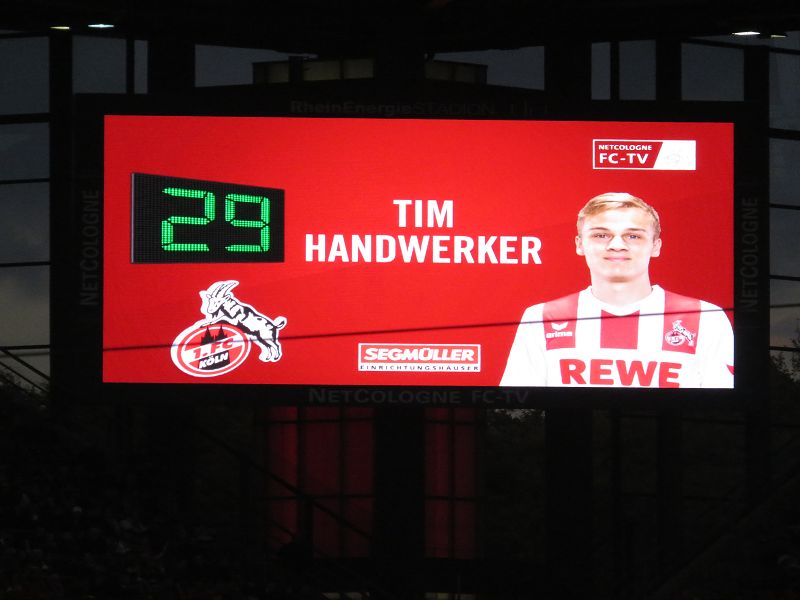 RheinEnergieSTADION
NETCOLOGNE
FC-TV
29
TIM
HANDWERKER
1.FC
KÖLN
SEGMÜLLER
EINRICHTUNGSHÄUSER
erima
REWE
NETCOLOGNE
NETCOLOGNE
NETCOLOGNE FC-TV